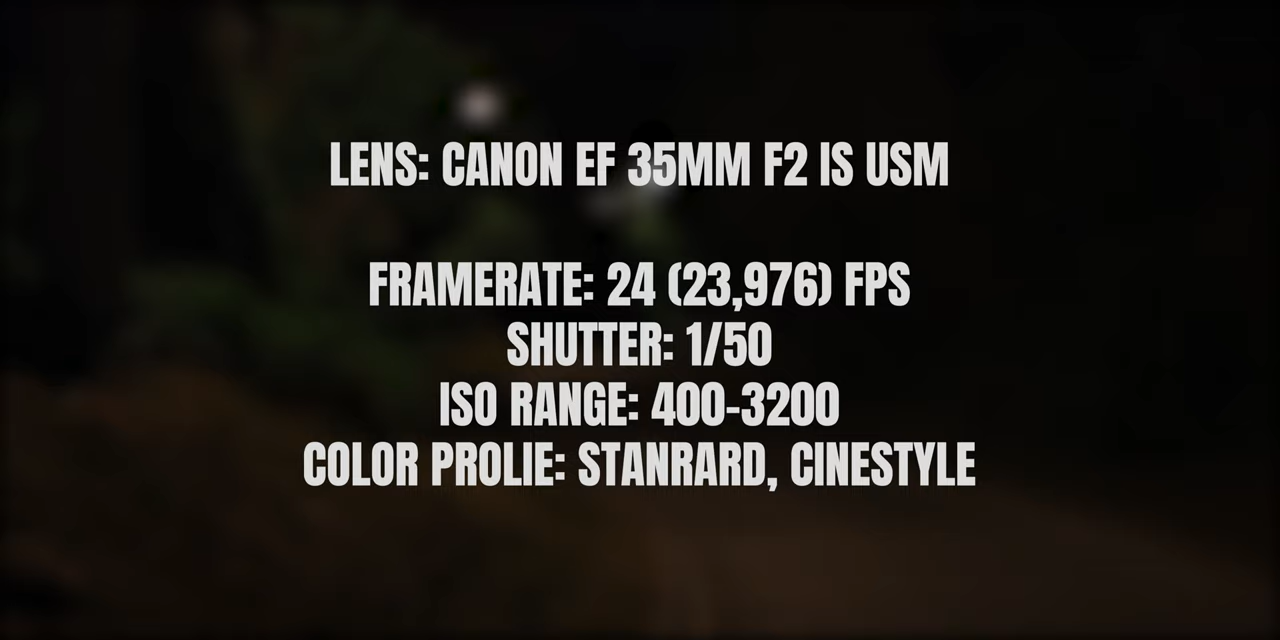 LENS: CANON EF 35MM F2 IS USM
FRAMERATE: 24 (23,976) FPS
SHUTTER: 1/50
ISO RANGE: 400-3200
COLOR PROLIE: STANRARD, CINESTYLE